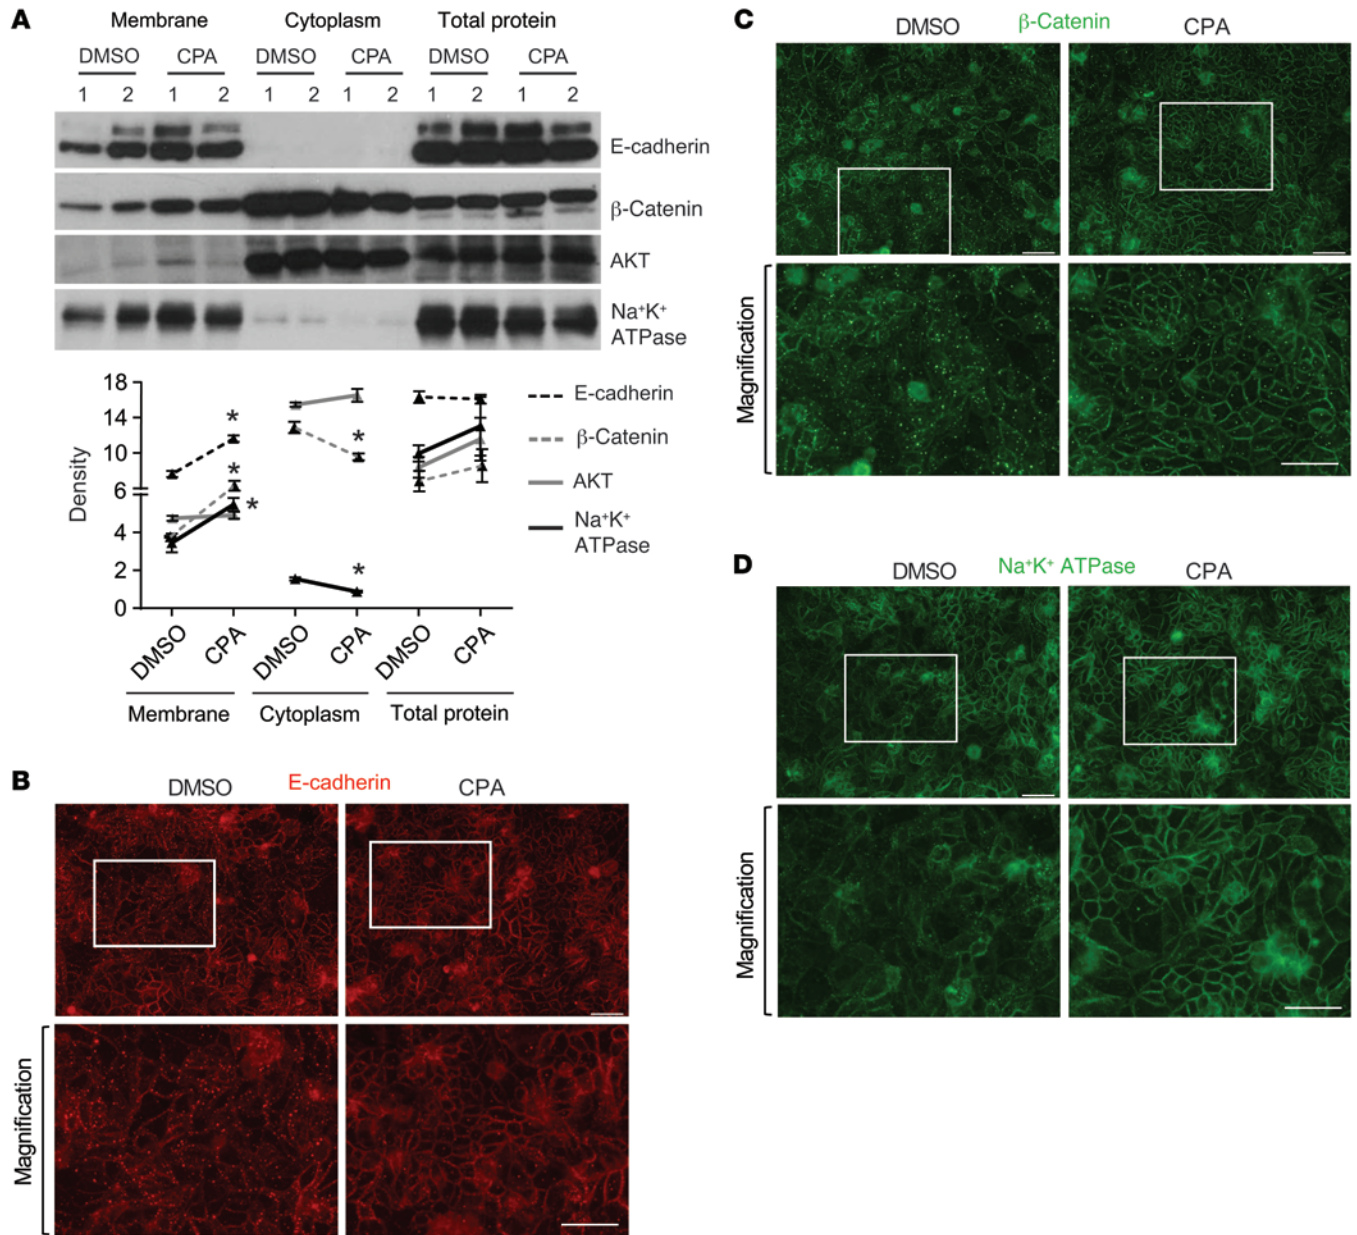 A
Membrane Cytoplasm Total protein
DMSO CPA DMSO CPA DMSO CPA
1 2 1 2 1 2 1 2 1 2 1 2
E-cadherin
β-Catenin
AKT
Na⁺K⁺
ATPase
18
14
10
6
4
2
0
Density
* * * * *
E-cadherin
β-Catenin
AKT
Na⁺K⁺
ATPase
DMSO CPA DMSO CPA DMSO CPA
Membrane Cytoplasm Total protein
B
DMSO E-cadherin CPA
Magnification
C
DMSO β-Catenin CPA
Magnification
D
DMSO Na⁺K⁺ ATPase CPA
Magnification